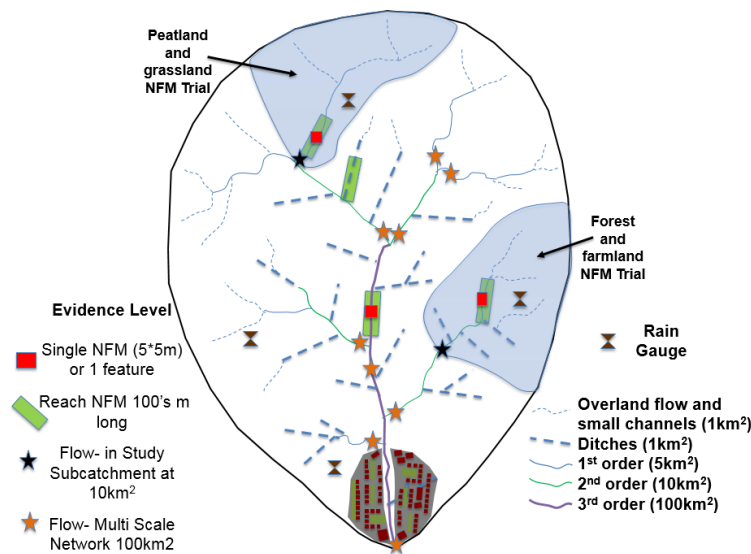 Peatland
and
grassland
NFM Trial
Forest
and
farmland
NFM Trial
Evidence Level
Single NFM (5*5m)
or 1 feature
Reach NFM 100's m
long
Flow- in Study
Subcatchment at
10km²
Flow- Multi Scale
Network 100km2
Rain
Gauge
Overland flow and
small channels (1km²)
Ditches (1km²)
1st order (5km²)
2nd order (10km²)
3rd order (100km²)